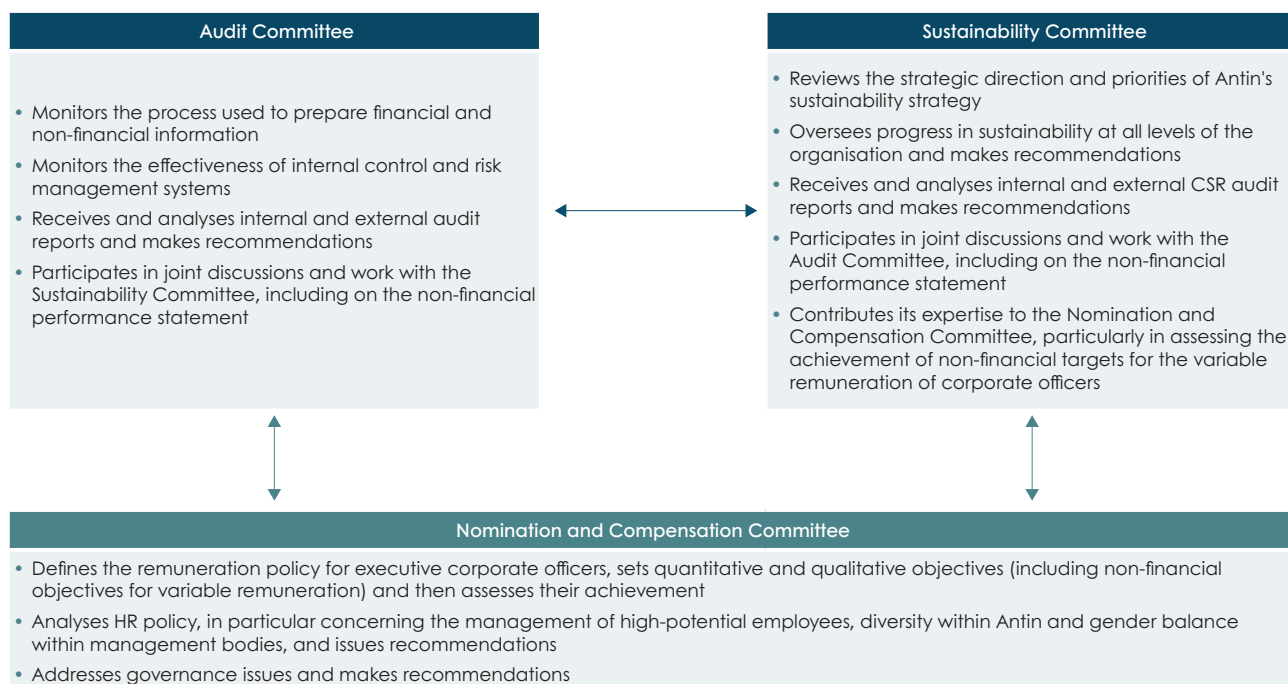 Audit Committee
• Monitors the process used to prepare financial and
non-financial information
• Monitors the effectiveness of internal control and risk
management systems
• Receives and analyses internal and external audit
reports and makes recommendations
• Participates in joint discussions and work with the
Sustainability Committee, including on the non-financial
performance statement
Sustainability Committee
• Reviews the strategic direction and priorities of Antin's
sustainability strategy
• Oversees progress in sustainability at all levels of the
organisation and makes recommendations
• Receives and analyses internal and external CSR audit
reports and makes recommendations
• Participates in joint discussions and work with the
Audit Committee, including on the non-financial
performance statement
• Contributes its expertise to the Nomination and
Compensation Committee, particularly in assessing the
achievement of non-financial targets for the variable
remuneration of corporate officers
Nomination and Compensation Committee
• Defines the remuneration policy for executive corporate officers, sets quantitative and qualitative objectives (including non-financial
objectives for variable remuneration) and then assesses their achievement
• Analyses HR policy, in particular concerning the management of high-potential employees, diversity within Antin and gender balance
within management bodies, and issues recommendations
• Addresses governance issues and makes recommendations